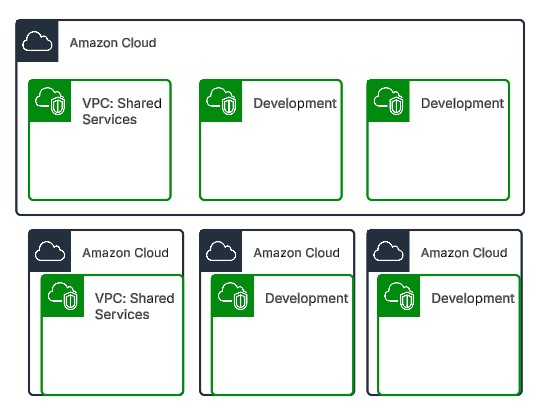 Amazon Cloud
VPC: Shared
Services
Development
Development
Amazon Cloud
Amazon Cloud
Amazon Cloud
VPC: Shared
Services
Development
Development